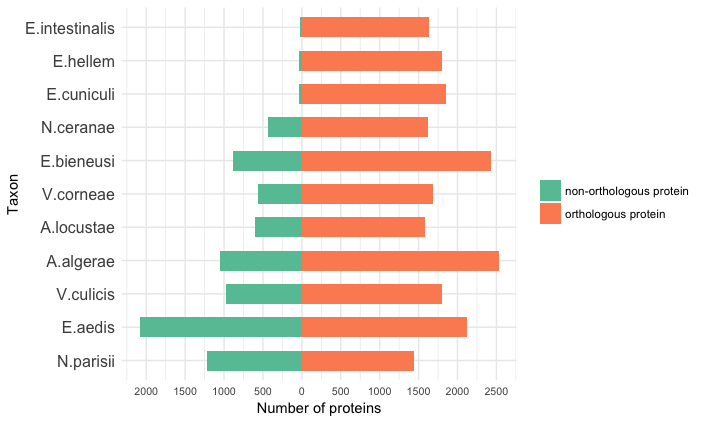 E.intestinalis
E.hellem
E.cuniculi
N.ceranae
E.bieneusi
V.corneae
A.locustae
A.algerae
V.culicis
E.aedis
N.parisii
Taxon
2000 1500 1000 500 0 500 1000 1500 2000 2500
Number of proteins
non-orthologous protein
orthologous protein